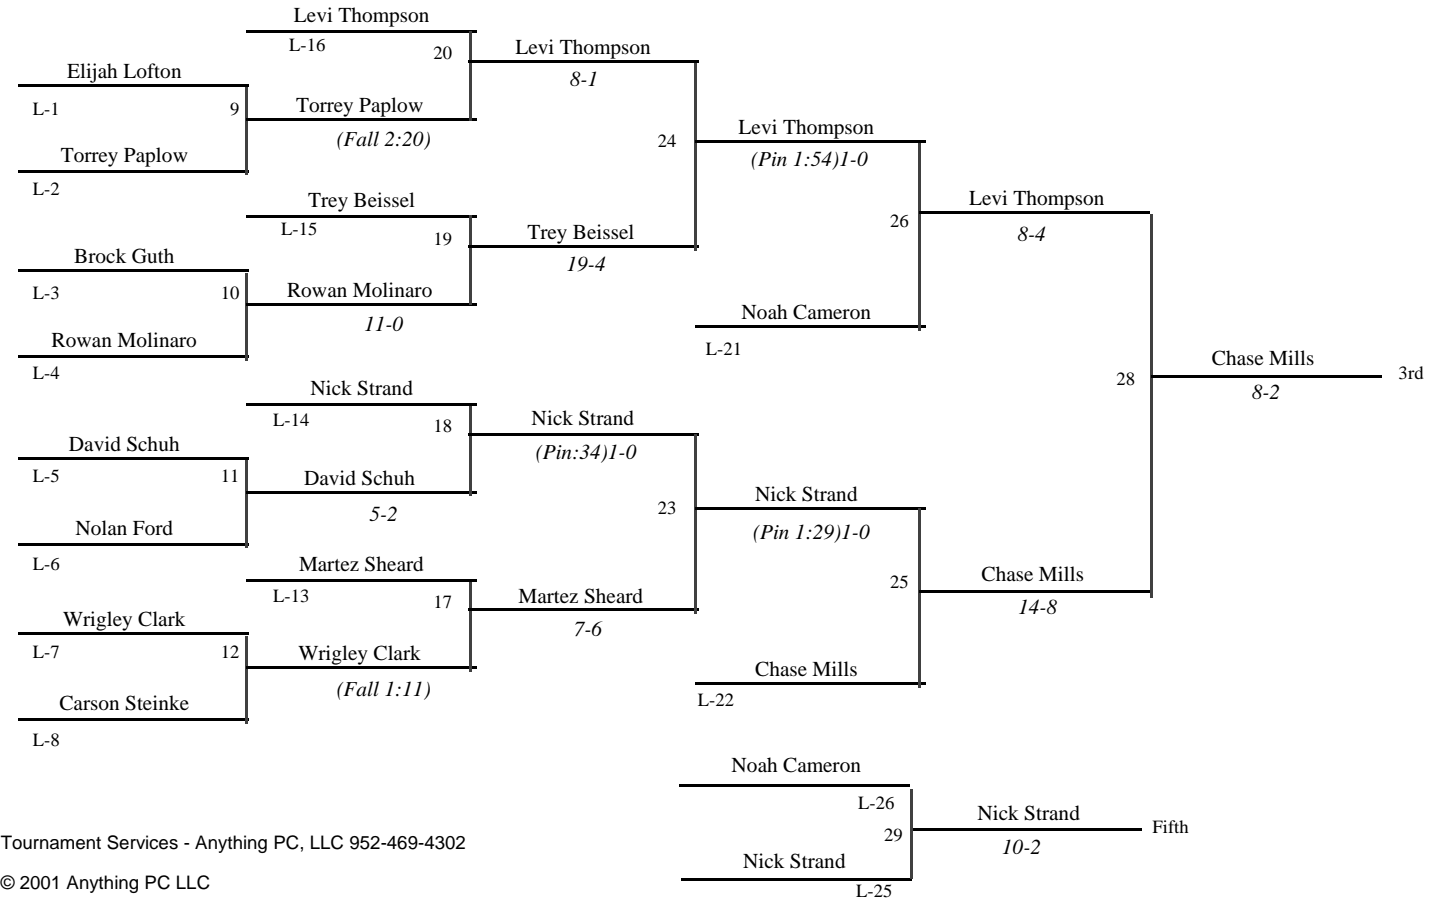 Levi Thompson
L-16
20
Levi Thompson
8-1
Elijah Lofton
L-1
9
Torrey Paplow
(Fall 2:20)
Torrey Paplow
L-2
24
Levi Thompson
(Pin 1:54)1-0
Trey Beissel
L-15
19
Trey Beissel
19-4
Brock Guth
L-3
10
Rowan Molinaro
11-0
Rowan Molinaro
L-4
26
Levi Thompson
8-4
Noah Cameron
L-21
28
Chase Mills
8-2
3rd
Nick Strand
L-14
18
Nick Strand
(Pin:34)1-0
David Schuh
L-5
11
David Schuh
5-2
Nolan Ford
L-6
23
Nick Strand
(Pin 1:29)1-0
Martez Sheard
L-13
17
Martez Sheard
7-6
Wrigley Clark
L-7
12
Wrigley Clark
(Fall 1:11)
Carson Steinke
L-8
25
Chase Mills
14-8
Chase Mills
L-22
Noah Cameron
L-26
29
Nick Strand
10-2
Fifth
Nick Strand
L-25
Tournament Services - Anything PC, LLC 952-469-4302
© 2001 Anything PC LLC